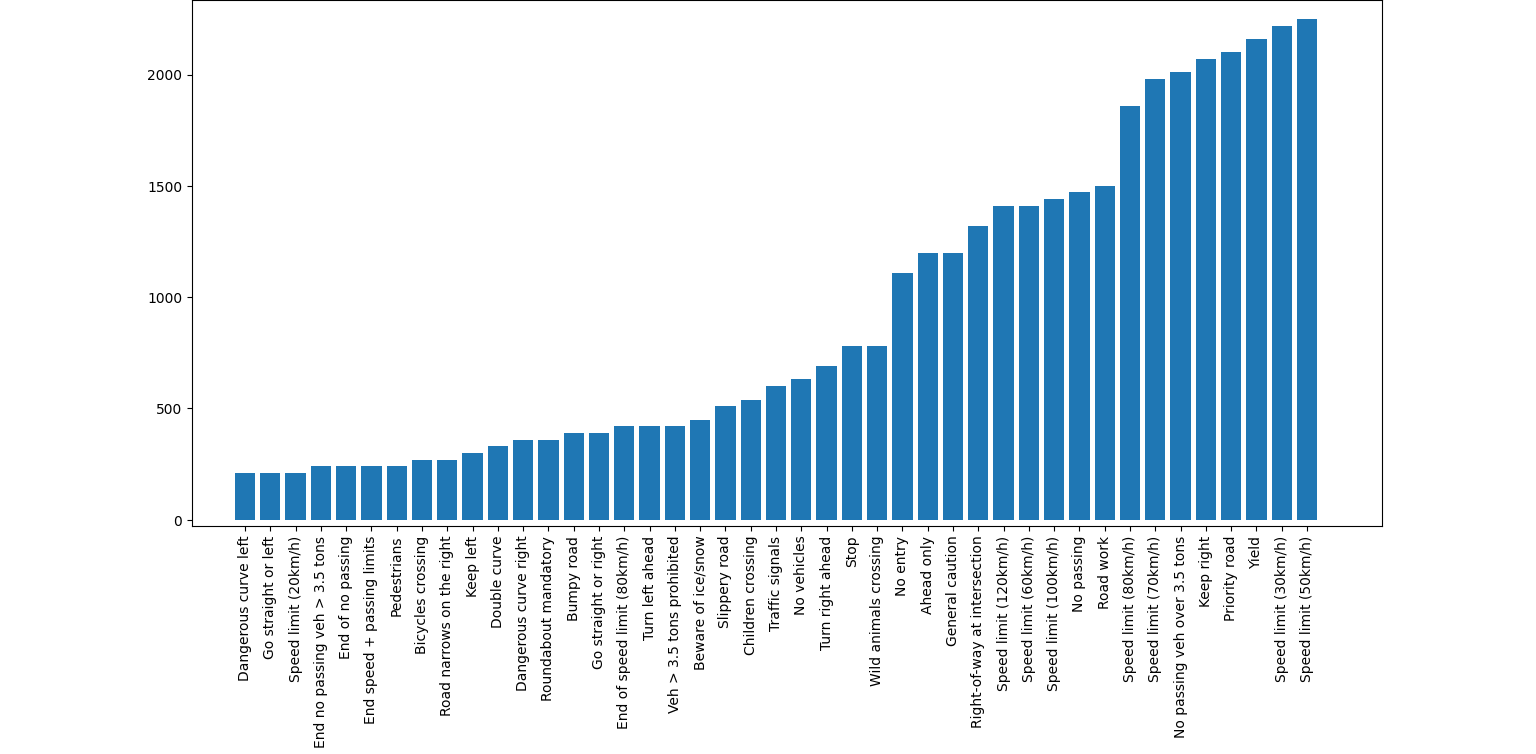 2000
1500
1000
500
0
Dangerous curve left
Go straight or left
Speed limit (20km/h)
End no passing veh > 3.5 tons
End of no passing
End speed + passing limits
Pedestrians
Bicycles crossing
Road narrows on the right
Keep left
Double curve
Dangerous curve right
Roundabout mandatory
Bumpy road
Go straight or right
End of speed limit (80km/h)
Turn left ahead
Veh > 3.5 tons prohibited
Beware of ice/snow
Slippery road
Children crossing
Traffic signals
No vehicles
Turn right ahead
Stop
Wild animals crossing
No entry
Ahead only
General caution
Right-of-way at intersection
Speed limit (120km/h)
Speed limit (60km/h)
Speed limit (100km/h)
No passing
Road work
Speed limit (80km/h)
Speed limit (70km/h)
No passing veh over 3.5 tons
Keep right
Priority road
Yield
Speed limit (30km/h)
Speed limit (50km/h)